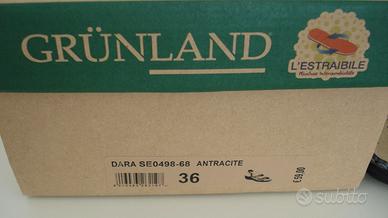 GRÜNLAND
L'ESTRAIBILE
DARA SE0498-68 ANTRACITE
36
€ 59,00
subito